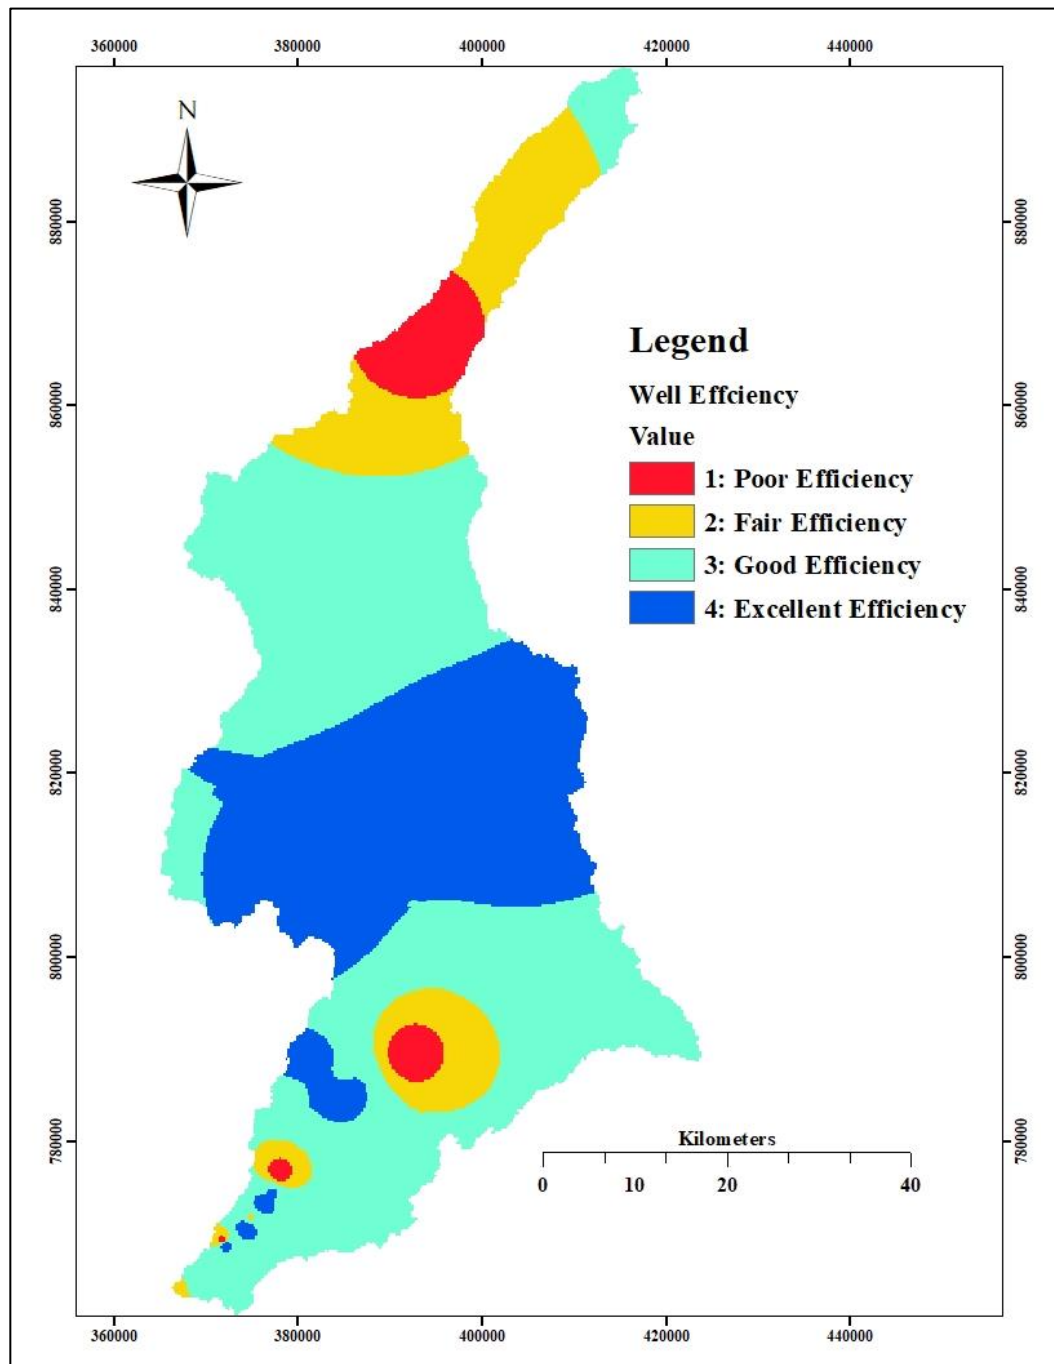 360000 380000 400000 420000 440000
N
880000 880000
Legend
Well Effciency
860000 860000
Value
1: Poor Efficiency
2: Fair Efficiency
3: Good Efficiency
840000 840000
4: Excellent Efficiency
820000 820000
800000 800000
780000 780000
Kilometers
0 10 20 40
360000 380000 400000 420000 440000